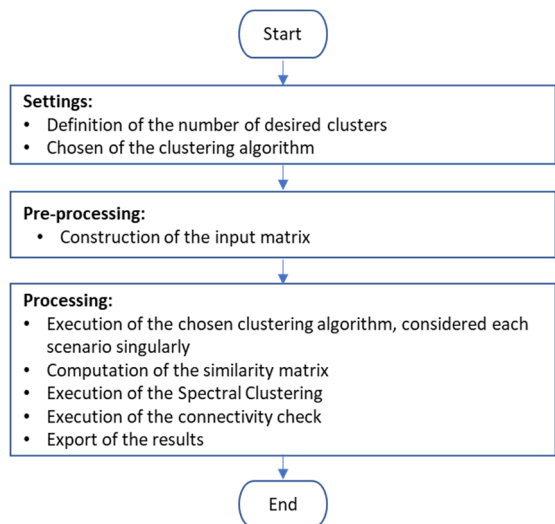 Start
Settings:
• Definition of the number of desired clusters
• Chosen of the clustering algorithm
Pre-processing:
• Construction of the input matrix
Processing:
• Execution of the chosen clustering algorithm, considered each
scenario singularly
• Computation of the similarity matrix
• Execution of the Spectral Clustering
• Execution of the connectivity check
• Export of the results
End